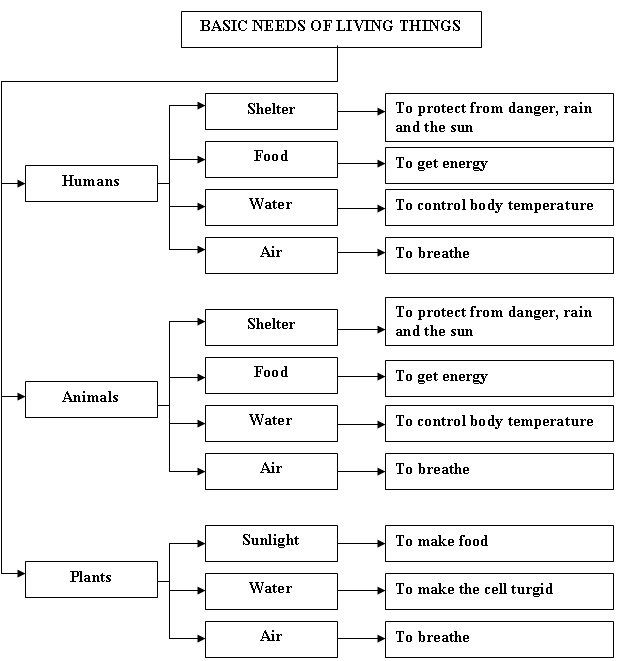 BASIC NEEDS OF LIVING THINGS
Humans
Shelter
To protect from danger, rain
and the sun
Food
To get energy
Water
To control body temperature
Air
To breathe
Animals
Shelter
To protect from danger, rain
and the sun
Food
To get energy
Water
To control body temperature
Air
To breathe
Plants
Sunlight
To make food
Water
To make the cell turgid
Air
To breathe